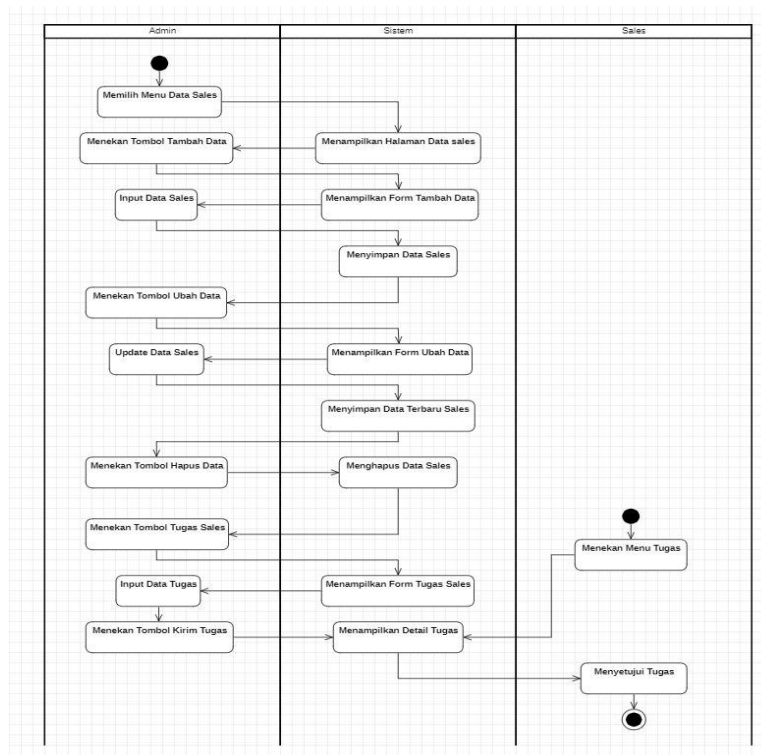 Admin
Sistem
Sales
Memilih Menu Data Sales
Menekan Tombol Tambah Data
Menampilkan Halaman Data sales
Input Data Sales
Menampilkan Form Tambah Data
Menyimpan Data Sales
Menekan Tombol Ubah Data
Update Data Sales
Menampilkan Form Ubah Data
Menyimpan Data Terbaru Sales
Menekan Tombol Hapus Data
Menghapus Data Sales
Menekan Tombol Tugas Sales
Menekan Menu Tugas
Input Data Tugas
Menampilkan Form Tugas Sales
Menekan Tombol Kirim Tugas
Menampilkan Detail Tugas
Menyetujui Tugas